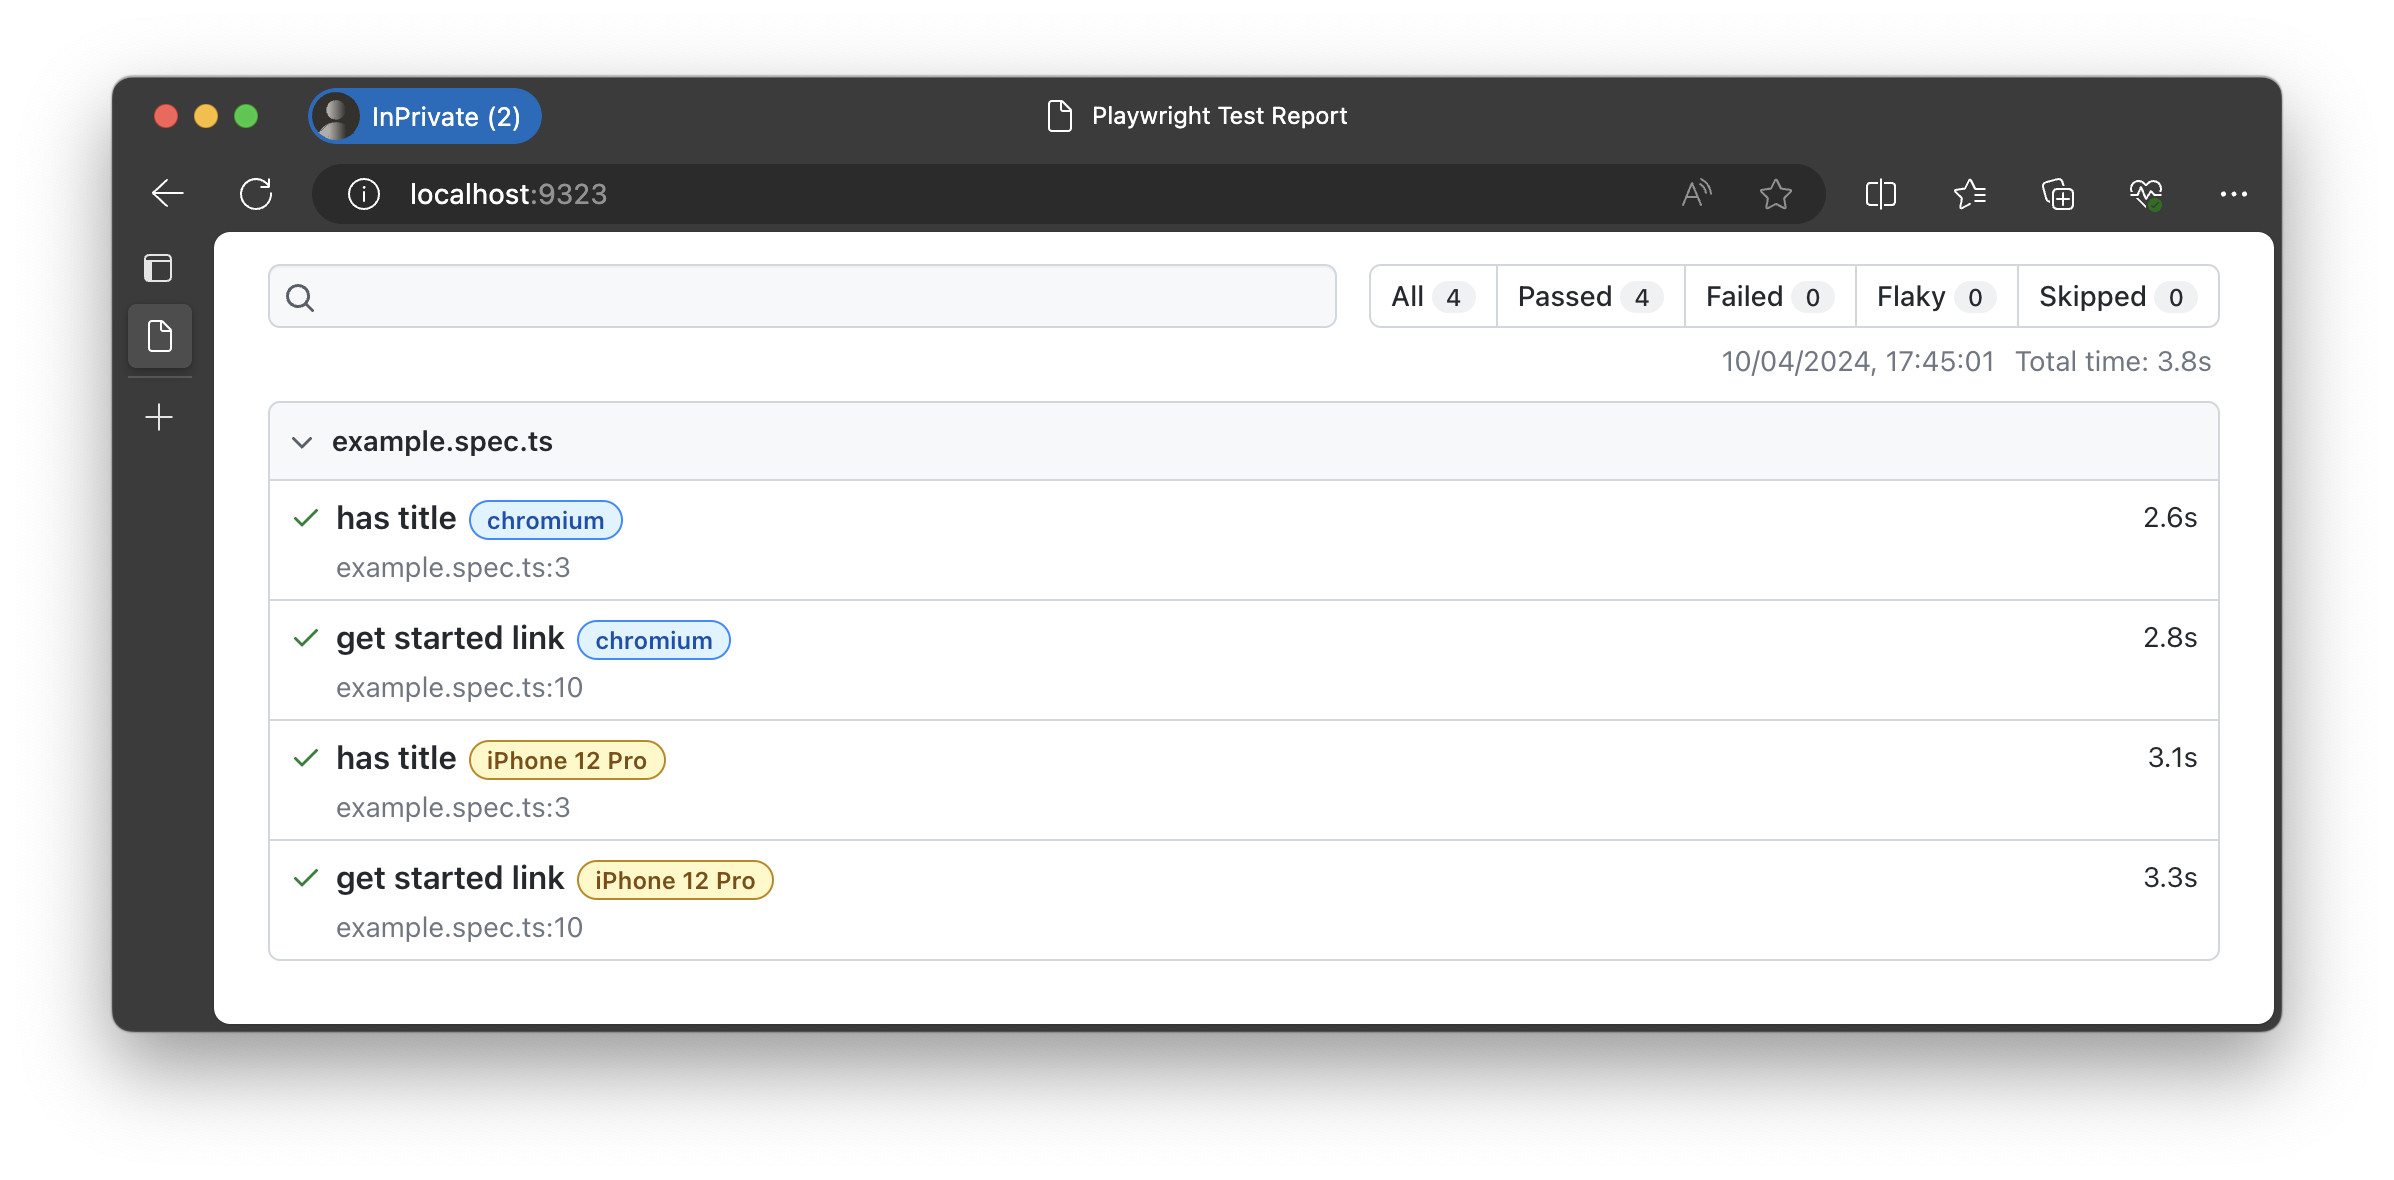 InPrivate (2)
Playwright Test Report
localhost:9323
All 4 Passed 4 Failed 0 Flaky 0 Skipped 0
10/04/2024, 17:45:01 Total time: 3.8s
example.spec.ts
has title chromium 2.6s
example.spec.ts:3
get started link chromium 2.8s
example.spec.ts:10
has title iPhone 12 Pro 3.1s
example.spec.ts:3
get started link iPhone 12 Pro 3.3s
example.spec.ts:10